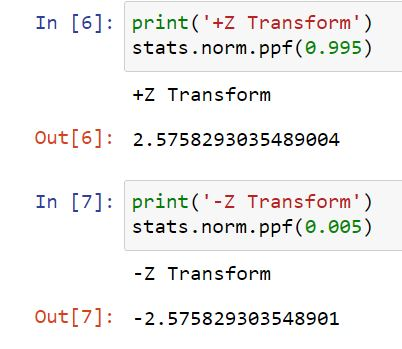 In [6]: print('+Z Transform')
stats.norm.ppf(0.995)
+Z Transform
Out[6]: 2.5758293035489004
In [7]: print('-Z Transform')
stats.norm.ppf(0.005)
-Z Transform
Out[7]: -2.575829303548901